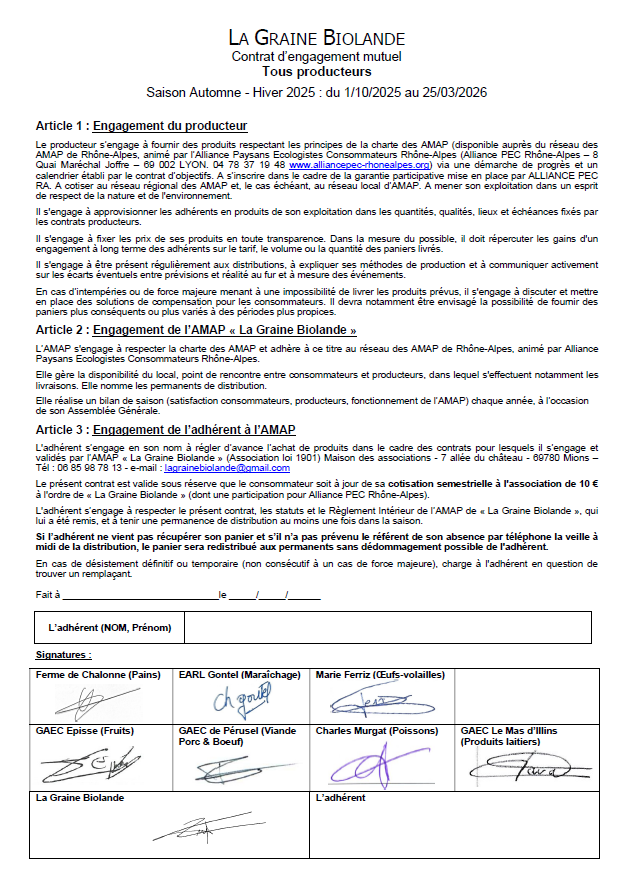 LA GRAINE BIOLANDE
Contrat d'engagement mutuel
Tous producteurs
Saison Automne - Hiver 2025 : du 1/10/2025 au 25/03/2026
Article 1 : Engagement du producteur
Le producteur s'engage à fournir des produits respectant les principes de la charte des AMAP (disponible auprès du réseau des
AMAP de Rhône-Alpes, animé par l'Alliance Paysans Ecologistes Consommateurs Rhône-Alpes (Alliance PEC Rhône-Alpes – 8
Quai Maréchal Joffre – 69 002 LYON. 04 78 37 19 48 www.alliancepec-rhonealpes.org) via une démarche de progrès et un
calendrier établi par le contrat d'objectifs. A s'inscrire dans le cadre de la garantie participative mise en place par ALLIANCE PEC
RA. A cotiser au réseau régional des AMAP et, le cas échéant, au réseau local d'AMAP. A mener son exploitation dans un esprit
de respect de la nature et de l'environnement.
Il s'engage à approvisionner les adhérents en produits de son exploitation dans les quantités, qualités, lieux et échéances fixés par
les contrats producteurs.
Il s'engage à fixer les prix de ses produits en toute transparence. Dans la mesure du possible, il doit répercuter les gains d'un
engagement à long terme des adhérents sur le tarif, le volume ou la quantité des paniers livrés.
Il s'engage à être présent régulièrement aux distributions, à expliquer ses méthodes de production et à communiquer activement
sur les écarts éventuels entre prévisions et réalité au fur et à mesure des événements.
En cas d'intempéries ou de force majeure menant à une impossibilité de livrer les produits prévus, il s'engage à discuter et mettre
en place des solutions de compensation pour les consommateurs. Il devra notamment être envisagé la possibilité de fournir des
paniers plus conséquents ou plus variés à des périodes plus propices.
Article 2 : Engagement de l'AMAP « La Graine Biolande »
L'AMAP s'engage à respecter la charte des AMAP et adhère à ce titre au réseau des AMAP de Rhône-Alpes, animé par Alliance
Paysans Ecologistes Consommateurs Rhône-Alpes.
Elle gère la disponibilité du local, point de rencontre entre consommateurs et producteurs, dans lequel s'effectuent notamment les
livraisons. Elle nomme les permanents de distribution.
Elle réalise un bilan de saison (satisfaction consommateurs, producteurs, fonctionnement de l'AMAP) chaque année, à l'occasion
de son Assemblée Générale.
Article 3 : Engagement de l'adhérent à l'AMAP
L'adhérent s'engage en son nom à régler d'avance l'achat de produits dans le cadre des contrats pour lesquels il s'engage et
validés par l'AMAP « La Graine Biolande » (Association loi 1901) Maison des associations - 7 allée du château - 69780 Mions –
Tél : 06 85 98 78 13 - e-mail : lagrainebiolande@gmail.com
Le présent contrat est valide sous réserve que le consommateur soit à jour de sa cotisation semestrielle à l'association de 10 €
à l'ordre de « La Graine Biolande » (dont une participation pour Alliance PEC Rhône-Alpes).
L'adhérent s'engage à respecter le présent contrat, les statuts et le Règlement Intérieur de l'AMAP de « La Graine Biolande », qui
lui a été remis, et à tenir une permanence de distribution au moins une fois dans la saison.
Si l'adhérent ne vient pas récupérer son panier et s'il n'a pas prévenu le référent de son absence par téléphone la veille à
midi de la distribution, le panier sera redistribué aux permanents sans dédommagement possible de l'adhérent.
En cas de désistement définitif ou temporaire (non consécutif à un cas de force majeure), charge à l'adhérent en question de
trouver un remplaçant.
Fait à ____________________________ le _____/_____/______
L'adhérent (NOM, Prénom)
Signatures :
Ferme de Chalonne (Pains)
EARL Gontel (Maraîchage)
Marie Ferriz (Œufs-volailles)
GAEC Episse (Fruits)
GAEC de Pérusel (Viande
Porc & Boeuf)
Charles Murgat (Poissons)
GAEC Le Mas d'Illins
(Produits laitiers)
La Graine Biolande
L'adhérent